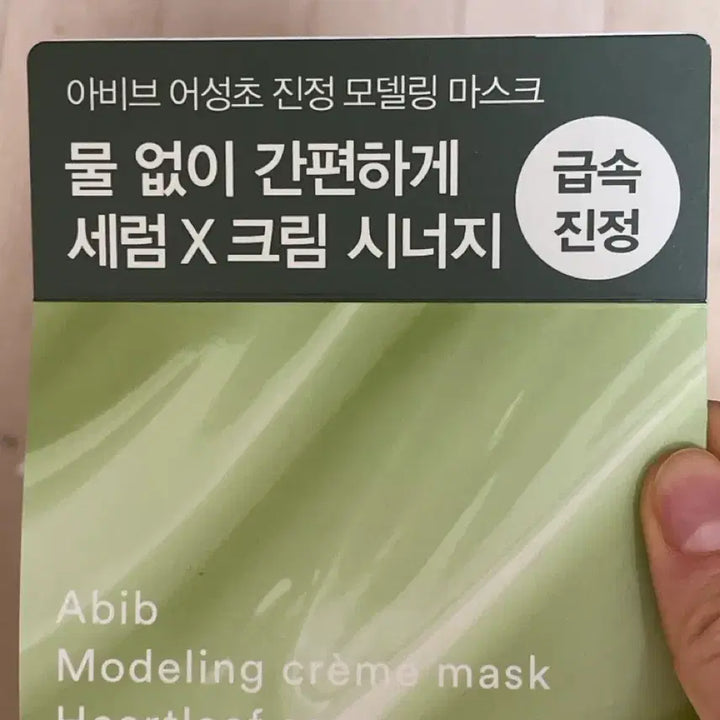 아비브 어성초 진정 모델링 마스크
물 없이 간편하게
세럼 X 크림 시너지
급속
진정
Abib
Modeling crème mask
Heartleaf